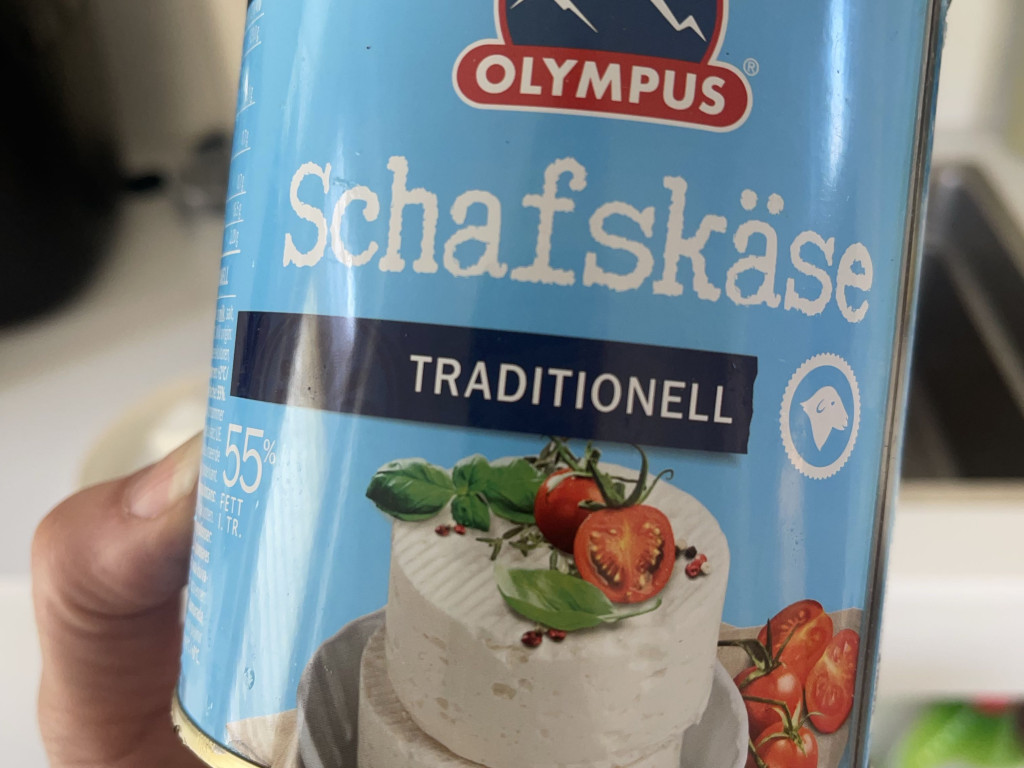 OLYMPUS®
Schafskäse
TRADITIONELL
55%
FETT
I. TR.